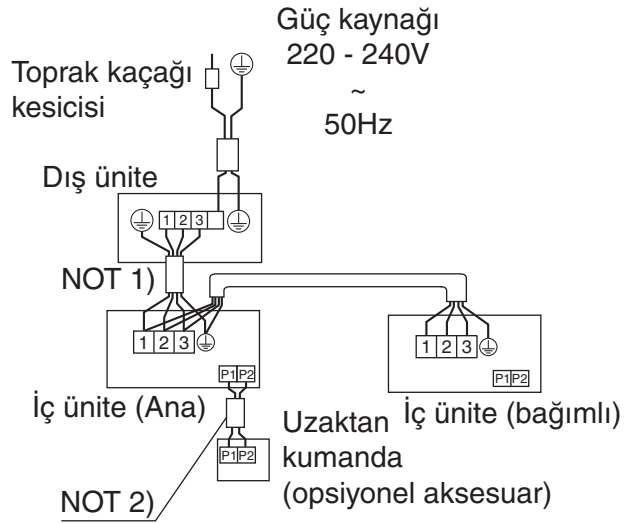 Güç kaynağı
220 - 240V
~
50Hz
Toprak kaçağı
kesicisi
Dış ünite
1 2 3
NOT 1)
1 2 3
P1 P2
İç ünite (Ana)
1 2 3
P1 P2
İç ünite (bağımlı)
P1 P2
Uzaktan
kumanda
(opsiyonel aksesuar)
NOT 2)